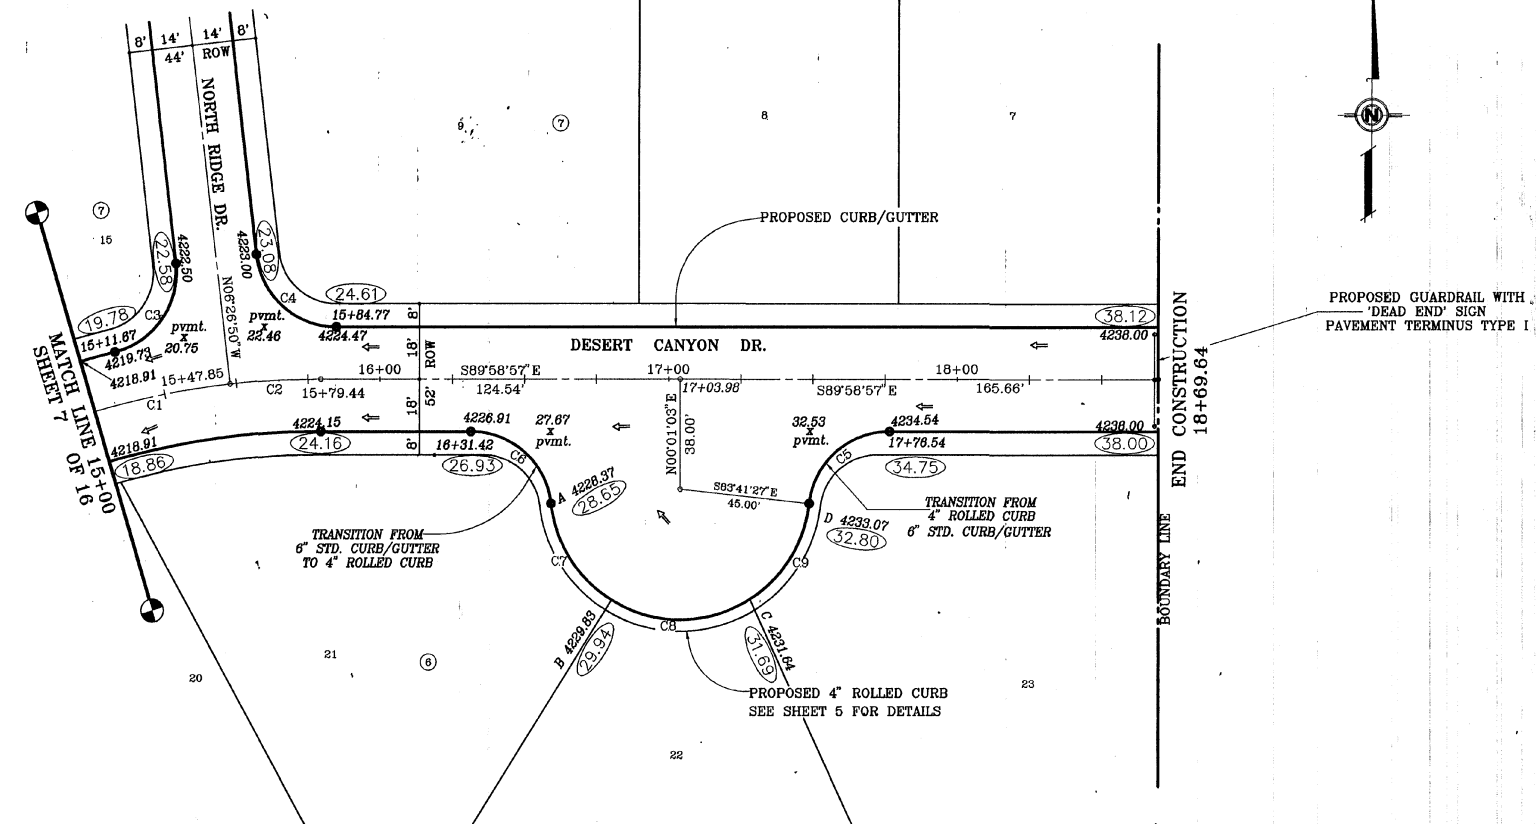 8' 14' 14' 8'
44' ROW
NORTH RIDGE DR.
N06°26'50"W
9
7
8
7
N
7
15
22.58
4222.50
4223.00
23.08
PROPOSED CURB/GUTTER
19.78
C3
C4
24.61
8'
15+84.77
4224.47
38.12
4238.00
15+11.67
4219.73
pvmt.
x
20.75
pvmt.
x
22.46
PROPOSED GUARDRAIL WITH
'DEAD END' SIGN
PAVEMENT TERMINUS TYPE I
4218.91
15+47.85
C1
C2
18'
ROW
DESERT CANYON DR.
16+00
S89°58'57"E
124.54'
15+79.44
17+00
17+03.98
S89°58'57"E
18+00
165.66'
END CONSTRUCTION
18+69.64
MATCH LINE 15+00
SHEET 7 OF 16
18'
52'
8'
4218.91
18.86
4224.15
24.16
4226.91
16+31.42
26.93
27.67
x
pvmt.
C6
N00°01'03"E
38.00'
32.53
x
pvmt.
4234.54
17+76.54
34.75
C5
4238.00
38.00
S83°41'27"E
45.00'
A 4228.37
28.65
D 4233.07
32.80
TRANSITION FROM
6" STD. CURB/GUTTER
TO 4" ROLLED CURB
TRANSITION FROM
4" ROLLED CURB
6" STD. CURB/GUTTER
BOUNDARY LINE
C7
C8
C9
B 4229.83
29.94
C 4231.64
31.69
PROPOSED 4" ROLLED CURB
SEE SHEET 5 FOR DETAILS
20
21
6
22
23